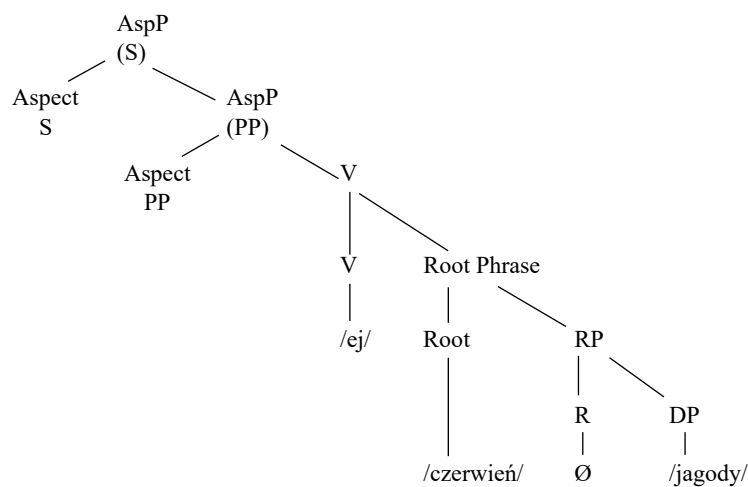 AspP
(S)
Aspect AspP
S (PP)
Aspect V
PP
V Root Phrase
/ej/ Root RP
R DP
/czerwień/ Ø /jagody/